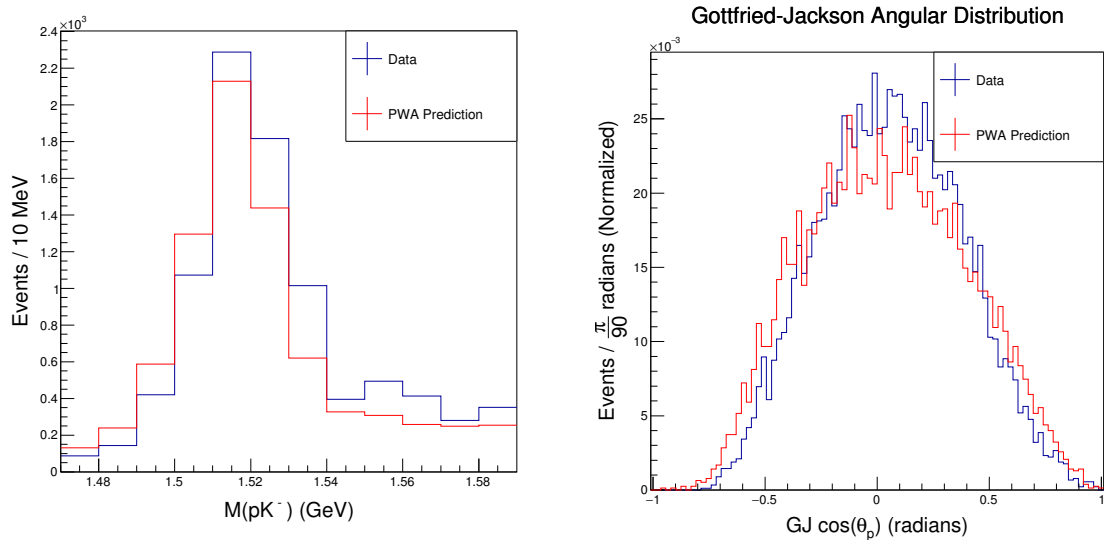 ×10³
2.4
2.2
2
1.8
1.6
1.4
1.2
1
0.8
0.6
0.4
0.2
0
Events / 10 MeV
Data
PWA Prediction
1.48 1.5 1.52 1.54 1.56 1.58
M(pK⁻) (GeV)
Gottfried-Jackson Angular Distribution
×10⁻³
25
20
15
10
5
0
Events / π/90 radians (Normalized)
Data
PWA Prediction
−1 −0.5 0 0.5 1
GJ cos(θₚ) (radians)